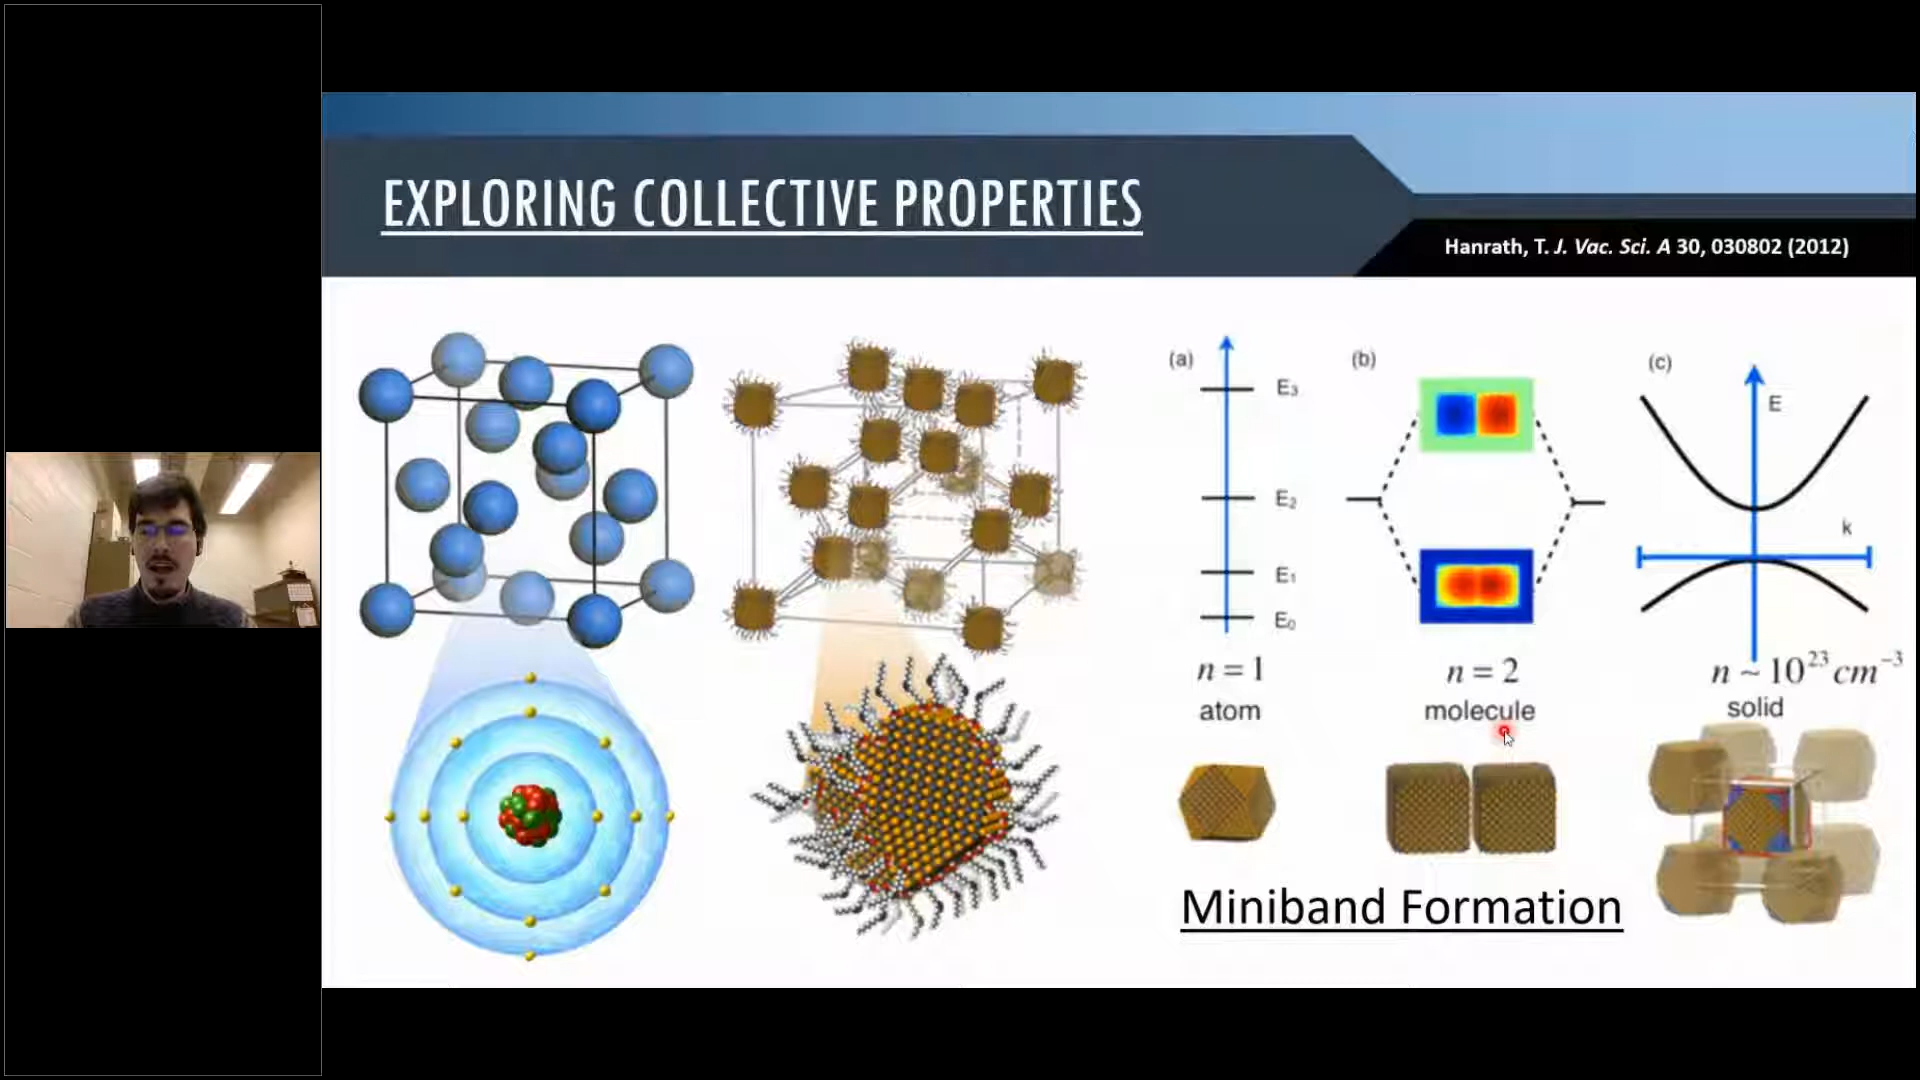 EXPLORING COLLECTIVE PROPERTIES
Hanrath, T. J. Vac. Sci. A 30, 030802 (2012)
(a)
E₃
E₂
E₁
E₀
n = 1
atom
(b)
n = 2
molecule
(c)
E
k
n ~ 10²³ cm⁻³
solid
Miniband Formation